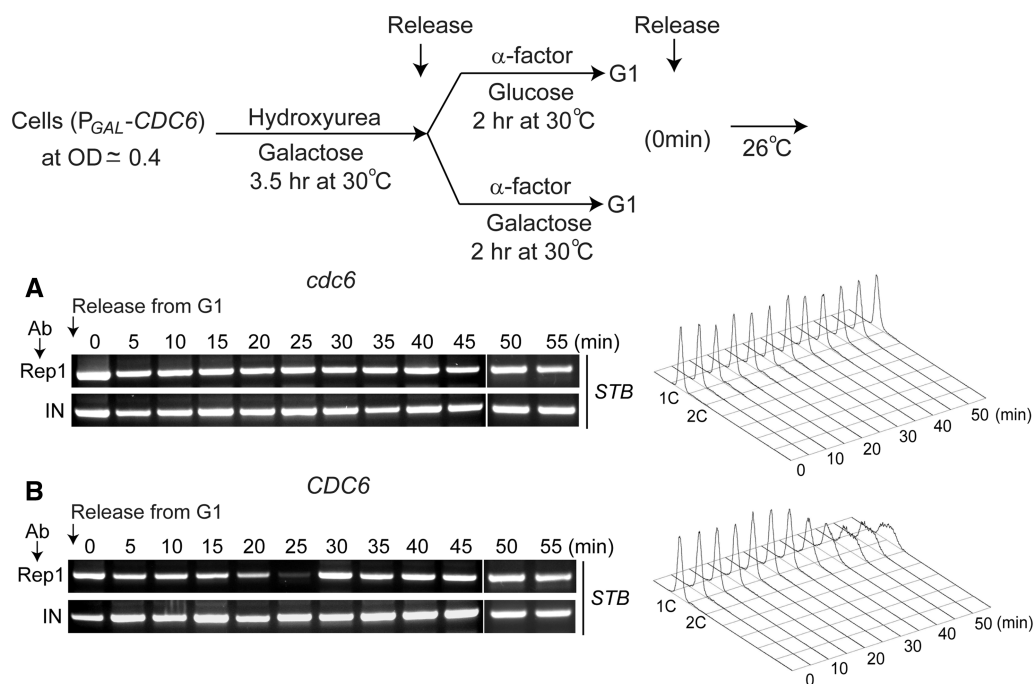 Release
Release
α-factor
G1
Glucose
2 hr at 30°C
Cells (PGAL-CDC6)
at OD ≃ 0.4
Hydroxyurea
Galactose
3.5 hr at 30°C
(0min)
26°C
α-factor
G1
Galactose
2 hr at 30°C
A
cdc6
Release from G1
Ab
0 5 10 15 20 25 30 35 40 45 50 55 (min)
Rep1
IN
STB
1C
2C
0 10 20 30 40 50 (min)
B
CDC6
Release from G1
Ab
0 5 10 15 20 25 30 35 40 45 50 55 (min)
Rep1
IN
STB
1C
2C
0 10 20 30 40 50 (min)